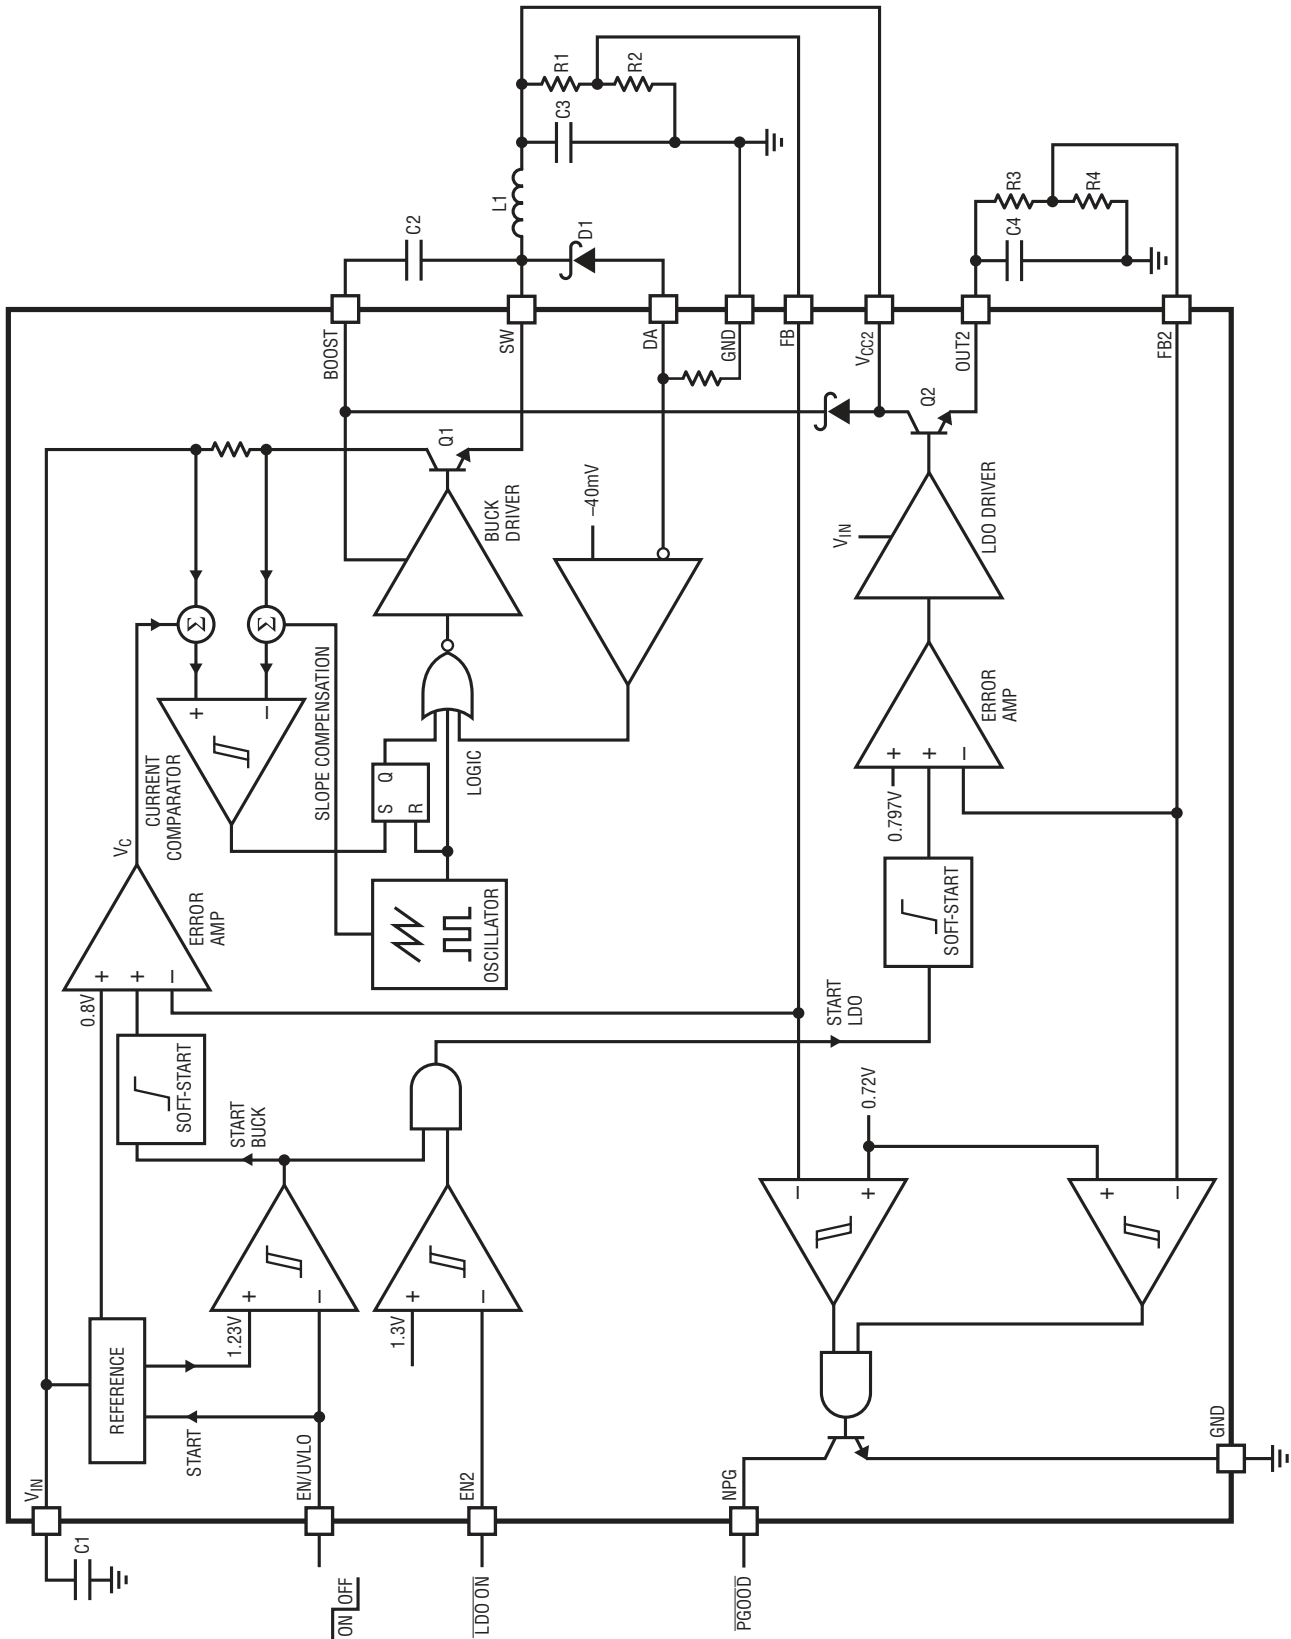 VIN
C1
REFERENCE
START
0.8V
+
+
–
ERROR
AMP
VC
SOFT-START
START
BUCK
CURRENT
COMPARATOR
+
–
Σ
Σ
SLOPE COMPENSATION
1.23V
+
–
EN/UVLO
ON OFF
1.3V
+
–
EN2
LDO ON
OSCILLATOR
S Q
R
LOGIC
BUCK
DRIVER
Q1
–40mV
BOOST
C2
SW
L1
D1
DA
C3
R1
R2
GND
FB
VCC2
OUT2
C4
R3
R4
FB2
NPG
PGOOD
–
+
0.72V
START
LDO
SOFT-START
0.797V
+
+
–
ERROR
AMP
VIN
LDO DRIVER
Q2
+
–
GND